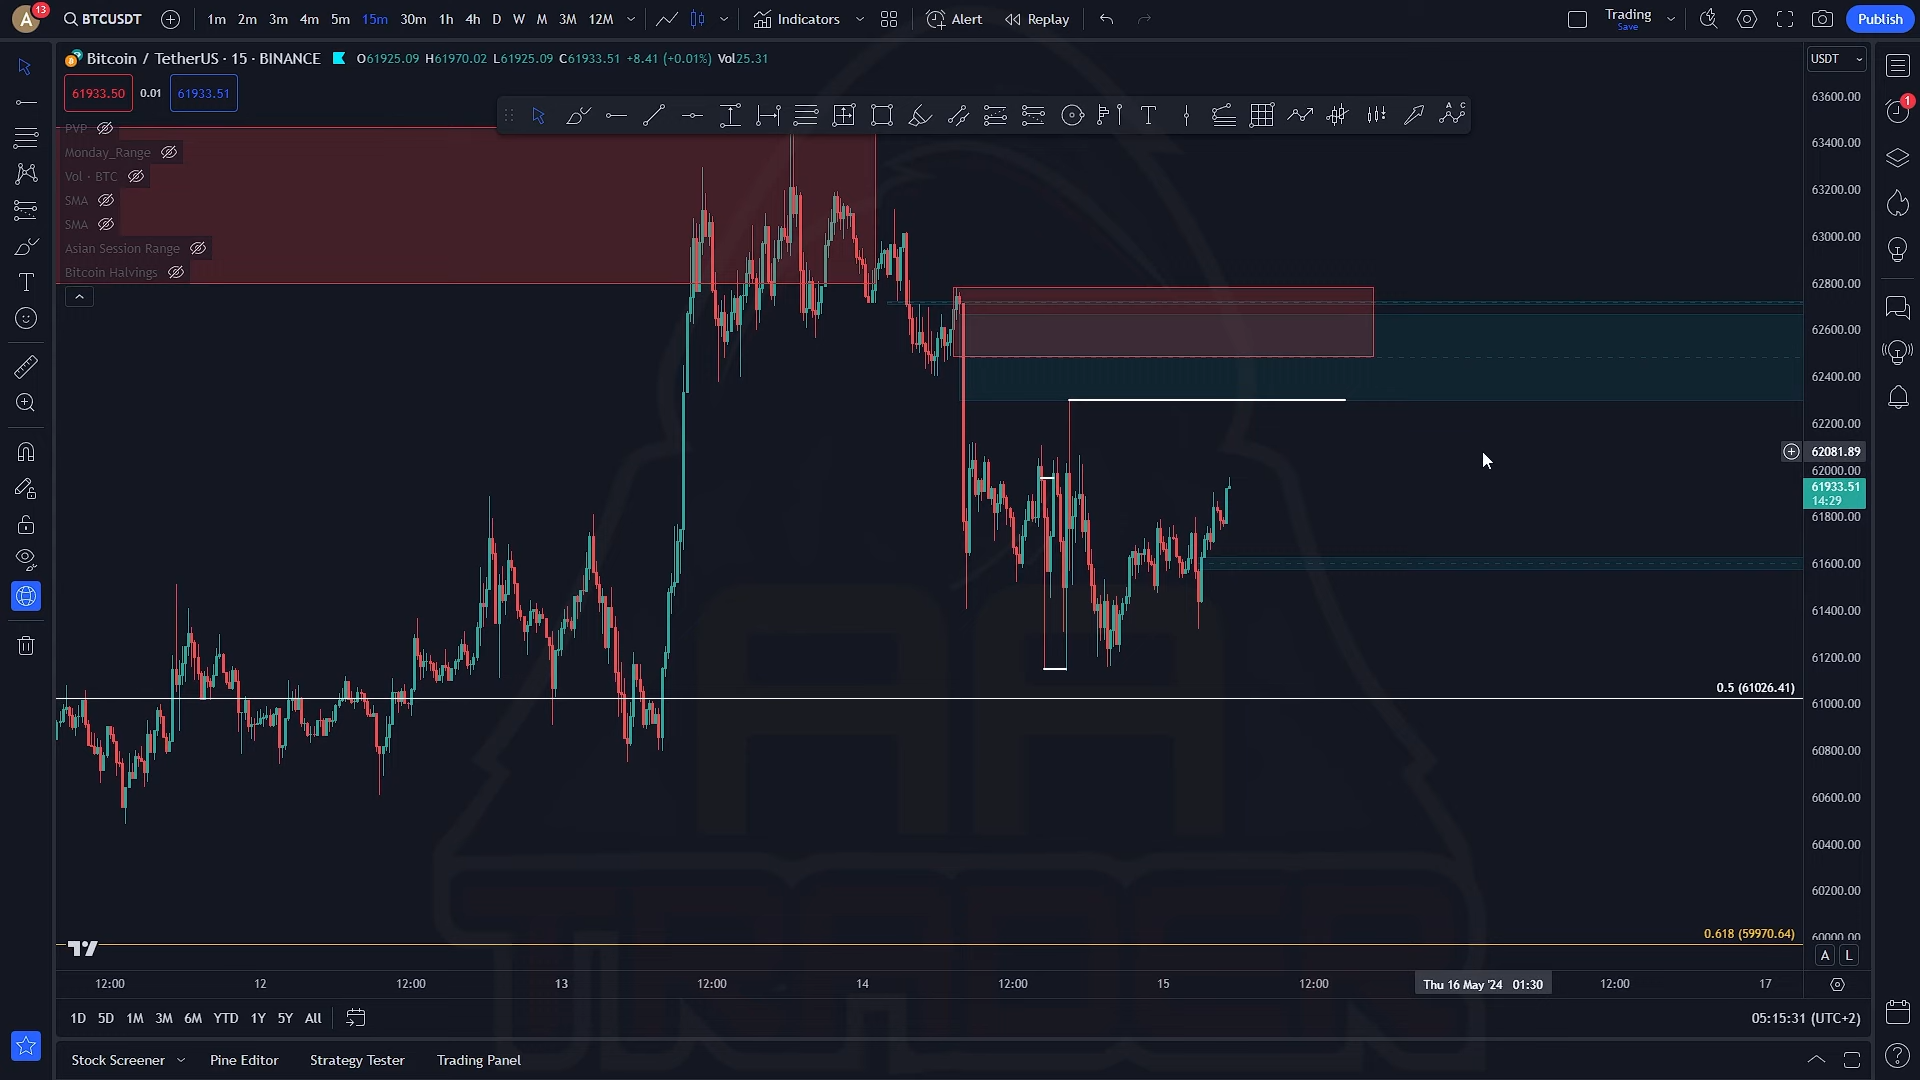 A 13 BTCUSDT 1m 2m 3m 4m 5m 15m 30m 1h 4h D W M 3M 12M Indicators Alert Replay Trading Save Publish
Bitcoin / TetherUS · 15 · BINANCE O61925.09 H61970.02 L61925.09 C61933.51 +8.41 (+0.01%) Vol25.31 USDT
61933.50 0.01 61933.51
A C
1
PVP
Monday_Range
Vol · BTC
SMA
SMA
Asian Session Range
Bitcoin Halvings
63600.00
63400.00
63200.00
63000.00
62800.00
62600.00
62400.00
62200.00
62081.89
62000.00
61933.51
14:29
61800.00
61600.00
61400.00
61200.00
0.5 (61026.41)
61000.00
60800.00
60600.00
60400.00
60200.00
0.618 (59970.64)
60000.00
AA
TRADER
A L
12:00 12 12:00 13 12:00 14 12:00 15 12:00 Thu 16 May '24 01:30 12:00 17
1D 5D 1M 3M 6M YTD 1Y 5Y All 05:15:31 (UTC+2)
Stock Screener Pine Editor Strategy Tester Trading Panel